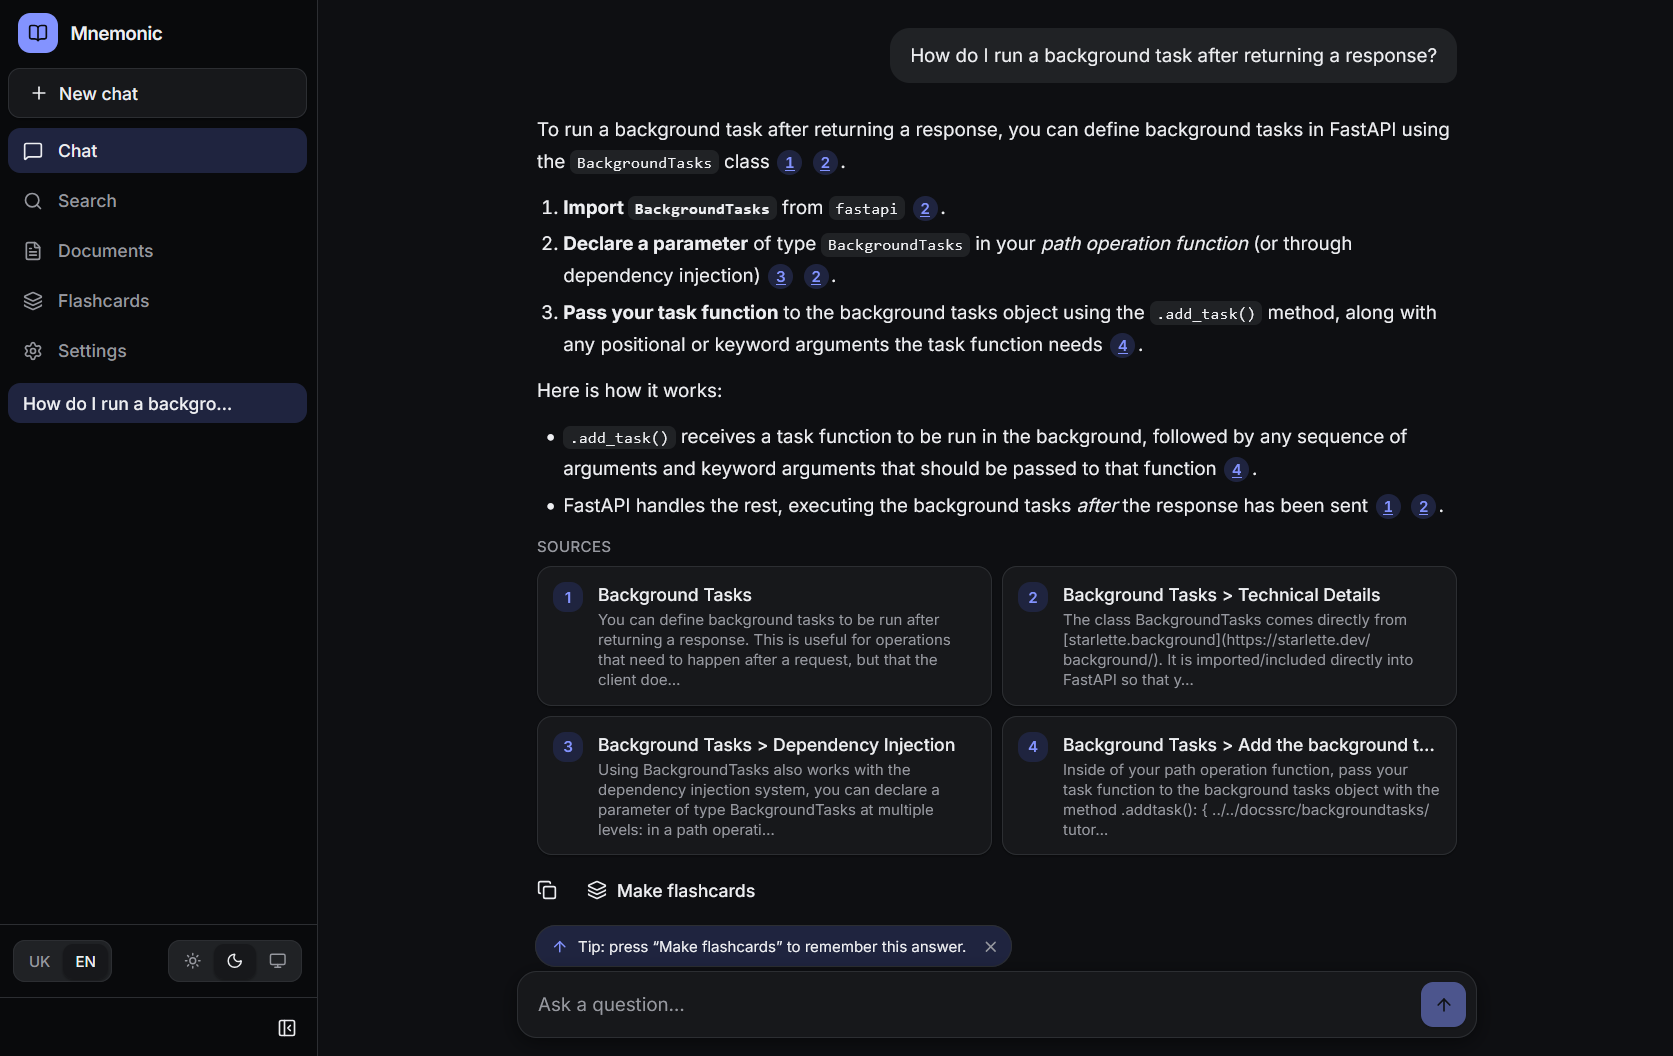 Mnemonic
New chat
Chat
Search
Documents
Flashcards
Settings
How do I run a backgro...
UK EN
How do I run a background task after returning a response?
To run a background task after returning a response, you can define background tasks in FastAPI using
the BackgroundTasks class 1 2 .
1. Import BackgroundTasks from fastapi 2 .
2. Declare a parameter of type BackgroundTasks in your path operation function (or through
dependency injection) 3 2 .
3. Pass your task function to the background tasks object using the .add_task() method, along with
any positional or keyword arguments the task function needs 4 .
Here is how it works:
• .add_task() receives a task function to be run in the background, followed by any sequence of
arguments and keyword arguments that should be passed to that function 4 .
• FastAPI handles the rest, executing the background tasks after the response has been sent 1 2 .
SOURCES
1 Background Tasks
You can define background tasks to be run after
returning a response. This is useful for operations
that need to happen after a request, but that the
client doe...
2 Background Tasks > Technical Details
The class BackgroundTasks comes directly from
[starlette.background](https://starlette.dev/
background/). It is imported/included directly into
FastAPI so that y...
3 Background Tasks > Dependency Injection
Using BackgroundTasks also works with the
dependency injection system, you can declare a
parameter of type BackgroundTasks at multiple
levels: in a path operati...
4 Background Tasks > Add the background t...
Inside of your path operation function, pass your
task function to the background tasks object with the
method .addtask(): { ../../docssrc/backgroundtasks/
tutor...
Make flashcards
Tip: press “Make flashcards” to remember this answer.
Ask a question...